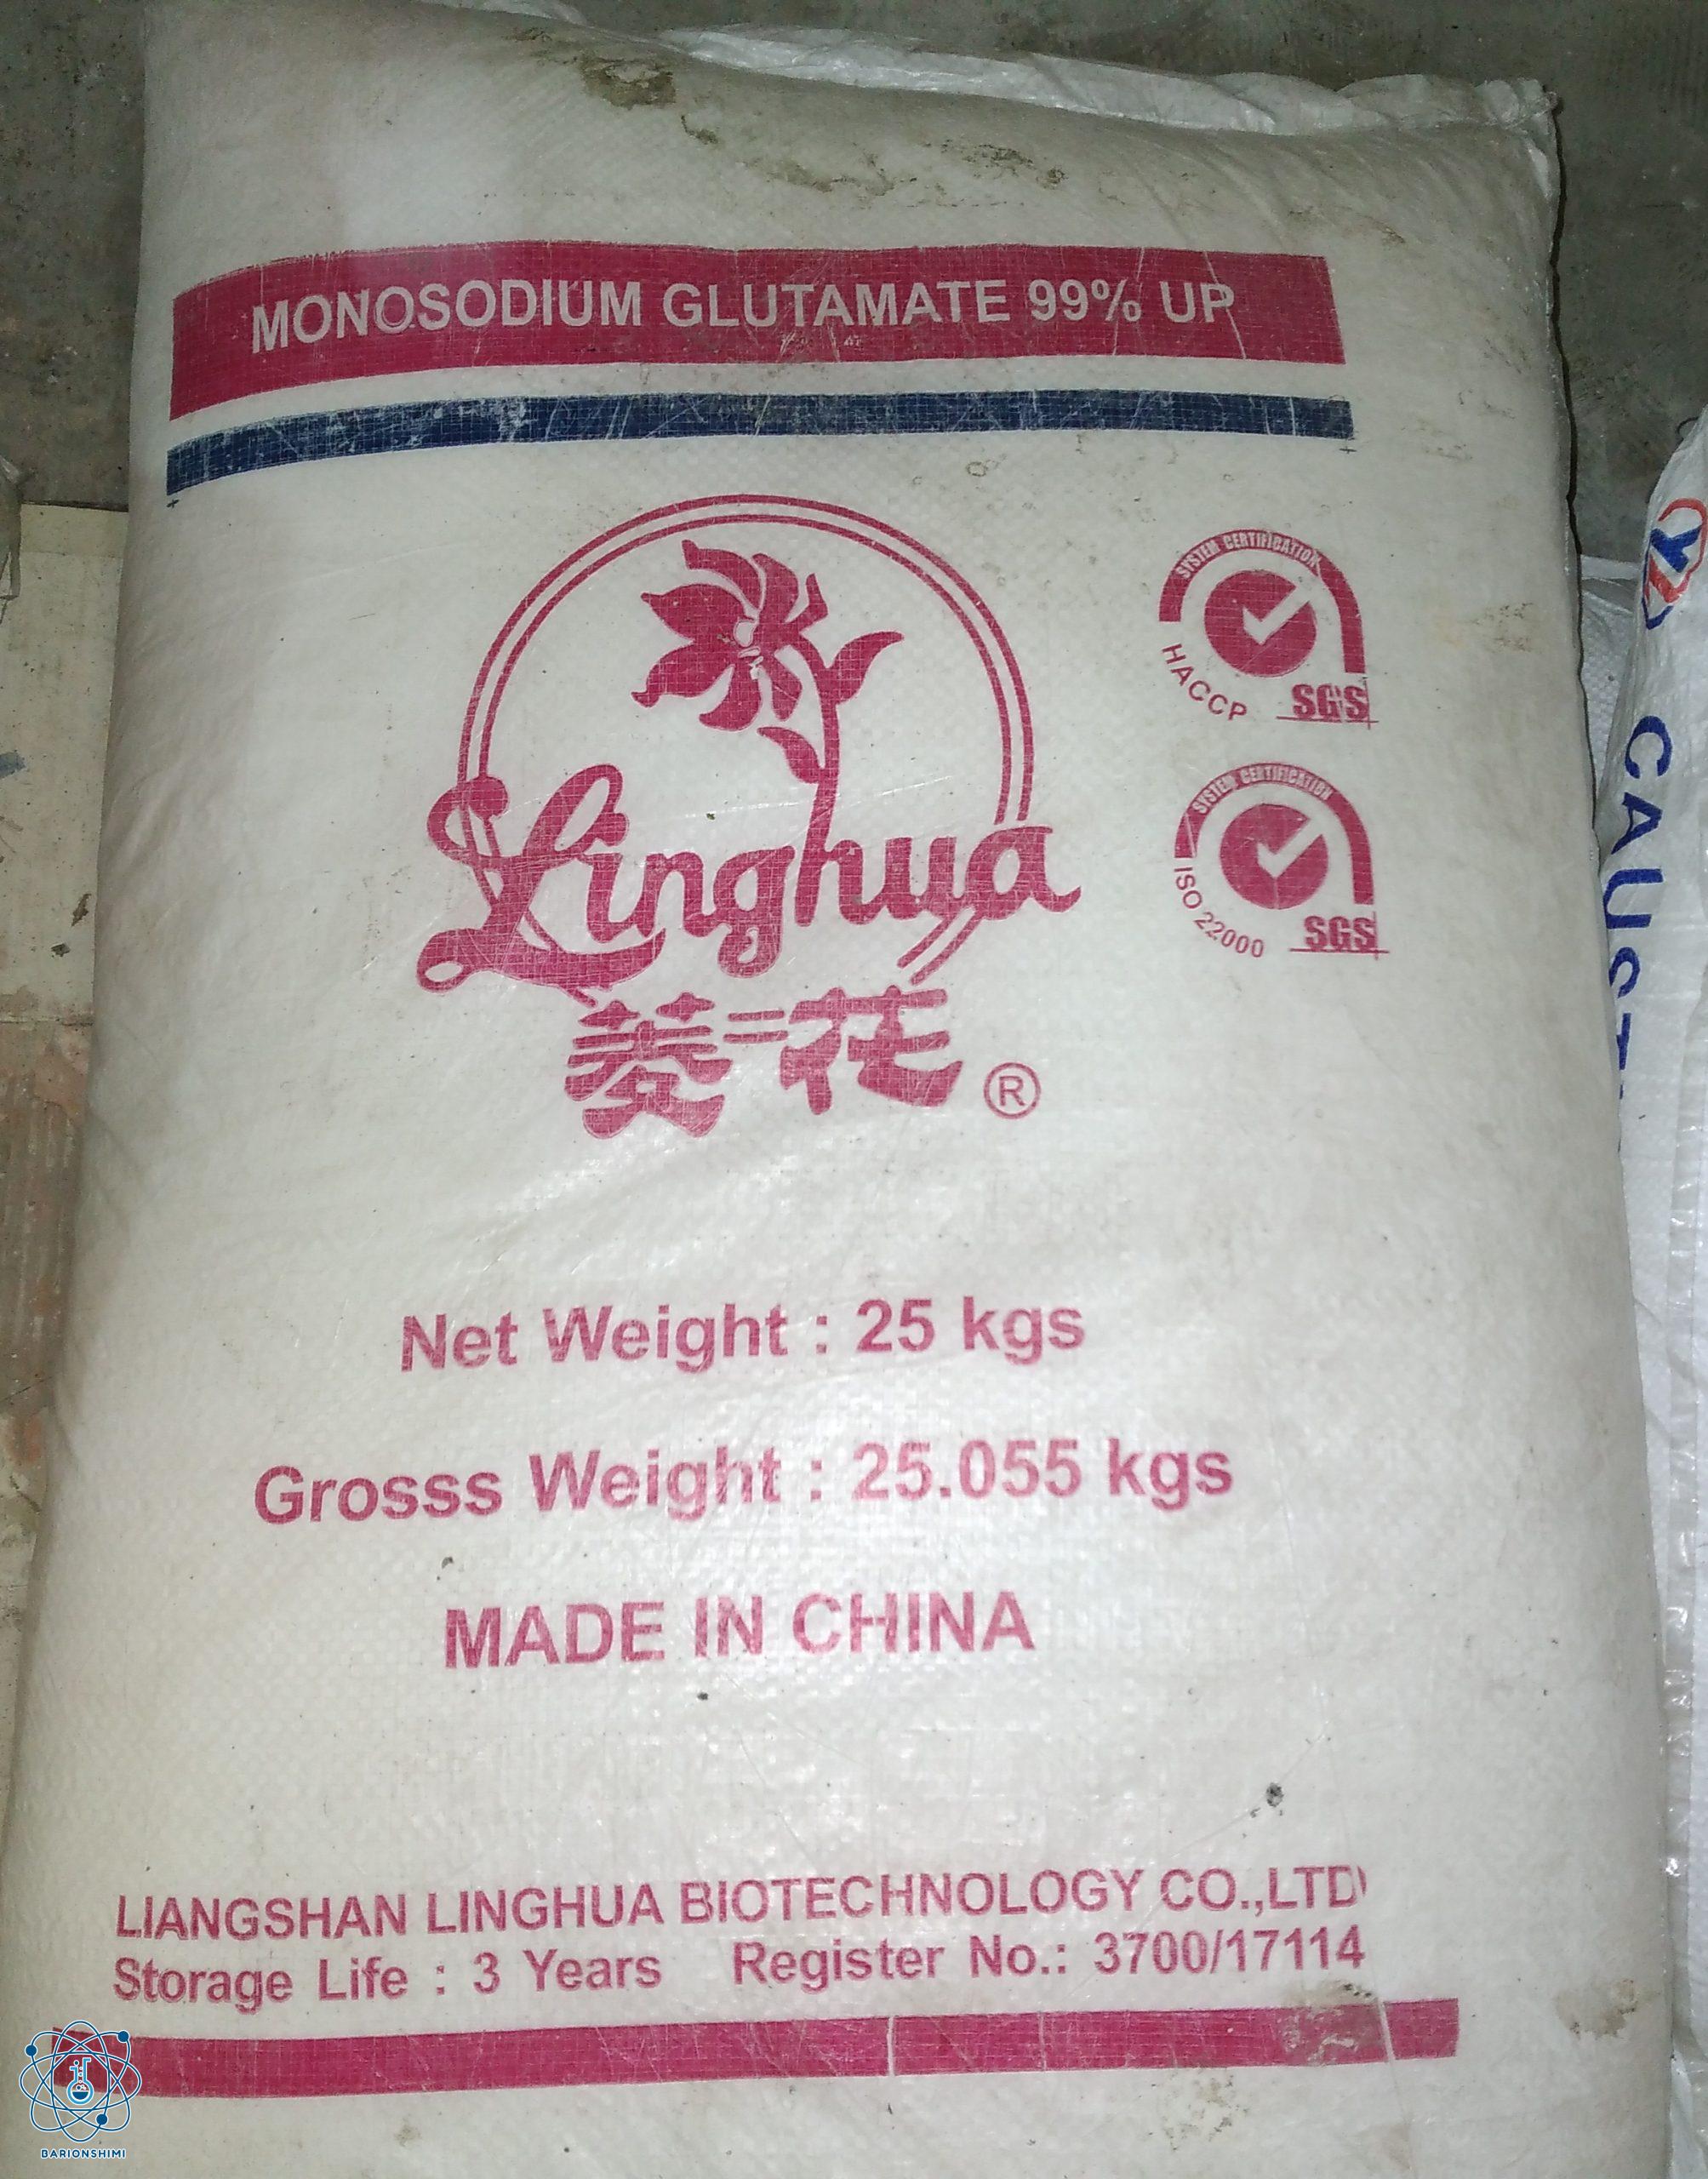 MONOSODIUM GLUTAMATE 99% UP
SYSTEM CERTIFICATION
HACCP
SGS
SYSTEM CERTIFICATION
ISO 22000
SGS
Linghua
菱花®
Net Weight : 25 kgs
Grosss Weight : 25.055 kgs
MADE IN CHINA
LIANGSHAN LINGHUA BIOTECHNOLOGY CO.,LTD
Storage Life : 3 Years Register No.: 3700/17114
BARIONSHIMI